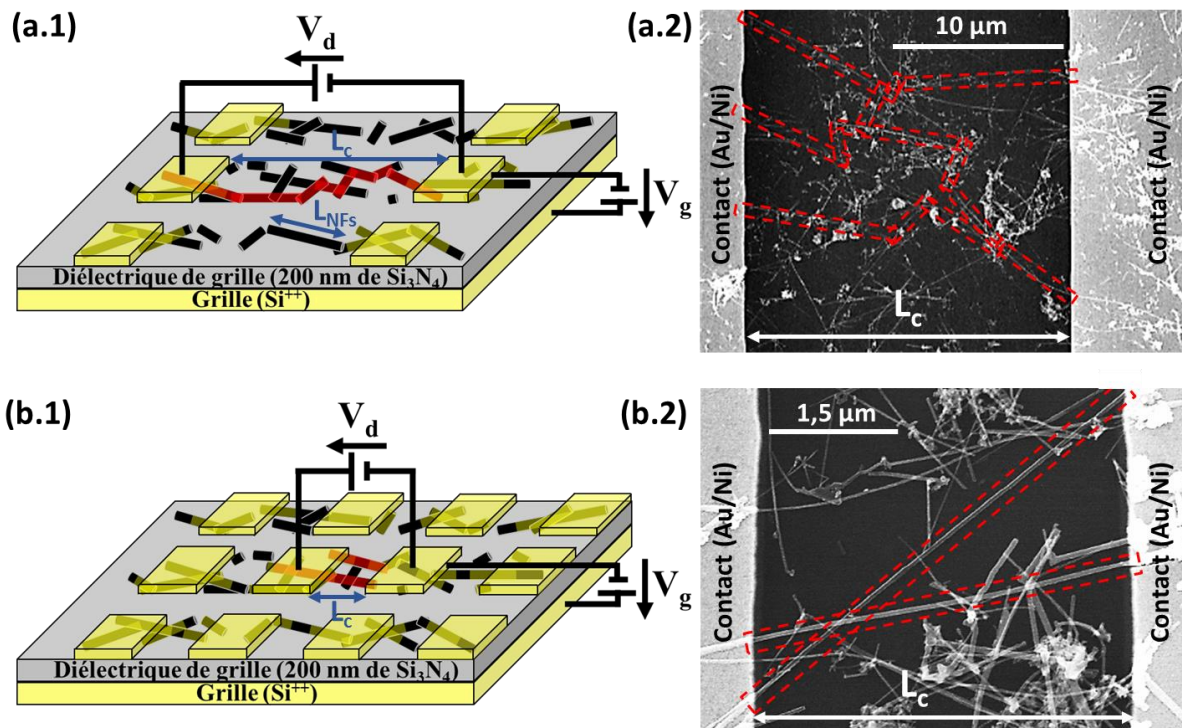 (a.1)
V_d
L_c
L_NFs
V_g
Diélectrique de grille (200 nm de Si₃N₄)
Grille (Si⁺⁺)
(a.2)
10 µm
Contact (Au/Ni)
Contact (Au/Ni)
L_c
(b.1)
V_d
L_c
V_g
Diélectrique de grille (200 nm de Si₃N₄)
Grille (Si⁺⁺)
(b.2)
1,5 µm
Contact (Au/Ni)
Contact (Au/Ni)
L_c